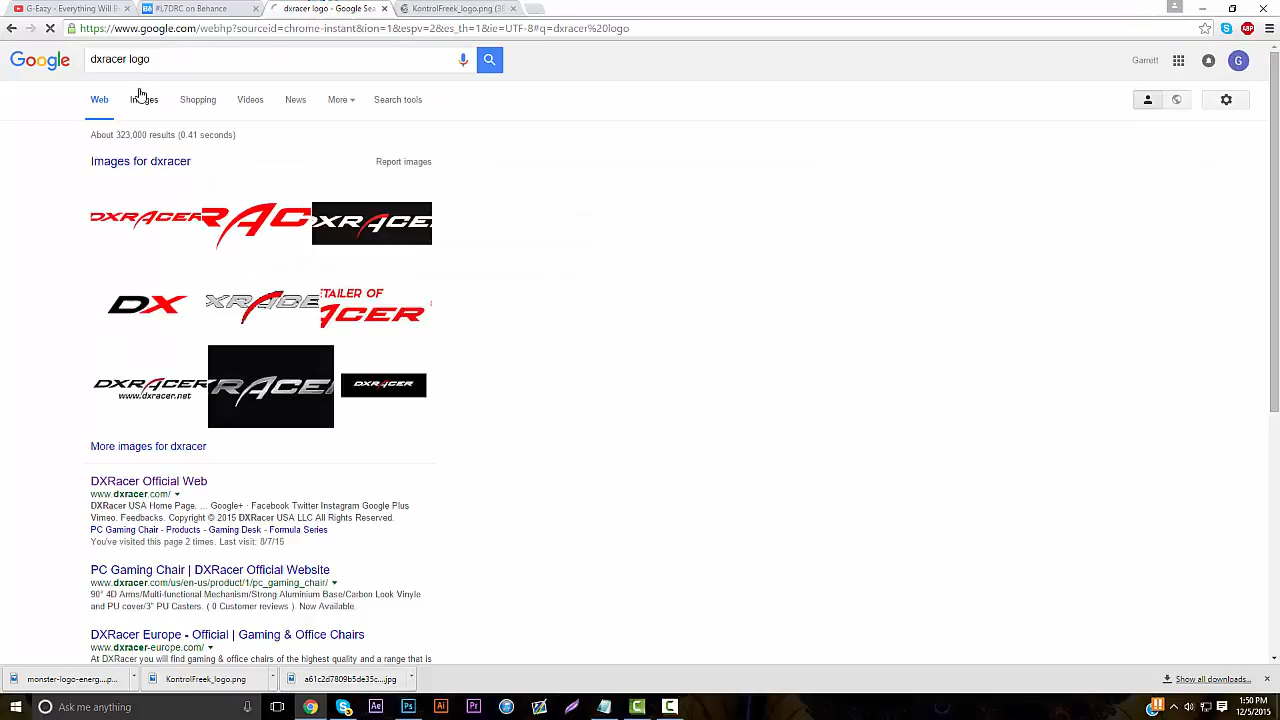 G-Eazy - Everything Will B
#L7DRC on Behance
dxracer logo - Google Sea
KontrolFreek_logo.png (3
https://www.google.com/webhp?sourceid=chrome-instant&ion=1&espv=2&es_th=1&ie=UTF-8#q=dxracer%20logo
Google
dxracer logo
Garrett
G
Web
Images
Shopping
Videos
News
More
Search tools
About 323,000 results (0.41 seconds)
Images for dxracer
Report images
DXRACER
RAC
DXRACE
DX
XRACE
TAILER OF
ACER
DXRACER
www.dxracer.net
RACER
DXRACER
More images for dxracer
DXRacer Official Web
www.dxracer.com/
DXRacer USA Home Page. ... Google+ · Facebook Twitter Instagram Google Plus
Vimeo. Feedbacks. Copyright © 2015 DXRacer USA LLC All Rights Reserved.
PC Gaming Chair - Products - Gaming Desk - Formula Series
You've visited this page 2 times. Last visit: 8/7/15
PC Gaming Chair | DXRacer Official Website
www.dxracer.com/us/en-us/product/1/pc_gaming_chair/
90° 4D Arms/Multi-functional Mechanism/Strong Aluminium Base/Carbon Look Vinyle
and PU cover/3" PU Casters. ( 0 Customer reviews ). Now Available.
DXRacer Europe - Official | Gaming & Office Chairs
www.dxracer-europe.com/
At DXRacer you will find gaming & office chairs of the highest quality and a range that is
monster-logo-energ....p...
KontrolFreek_logo.png
a61c2d7809b5de35c....jpg
Show all downloads...
Ask me anything
Ae
Ps
Ai
Pr
1:50 PM
12/5/2015